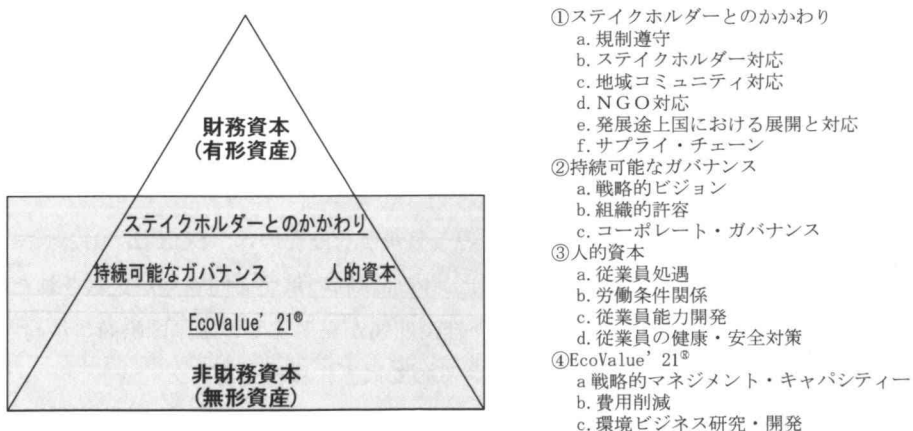 財務資本
(有形資産)
ステイクホルダーとのかかわり
持続可能なガバナンス 人的資本
EcoValue’21®
非財務資本
(無形資産)
①ステイクホルダーとのかかわり
a.規制遵守
b.ステイクホルダー対応
c.地域コミュニティ対応
d.NGO対応
e.発展途上国における展開と対応
f.サプライ・チェーン
②持続可能なガバナンス
a.戦略的ビジョン
b.組織的許容
c.コーポレート・ガバナンス
③人的資本
a.従業員処遇
b.労働条件関係
c.従業員能力開発
d.従業員の健康・安全対策
④EcoValue’21®
a戦略的マネジメント・キャパシティー
b.費用削減
c.環境ビジネス研究・開発